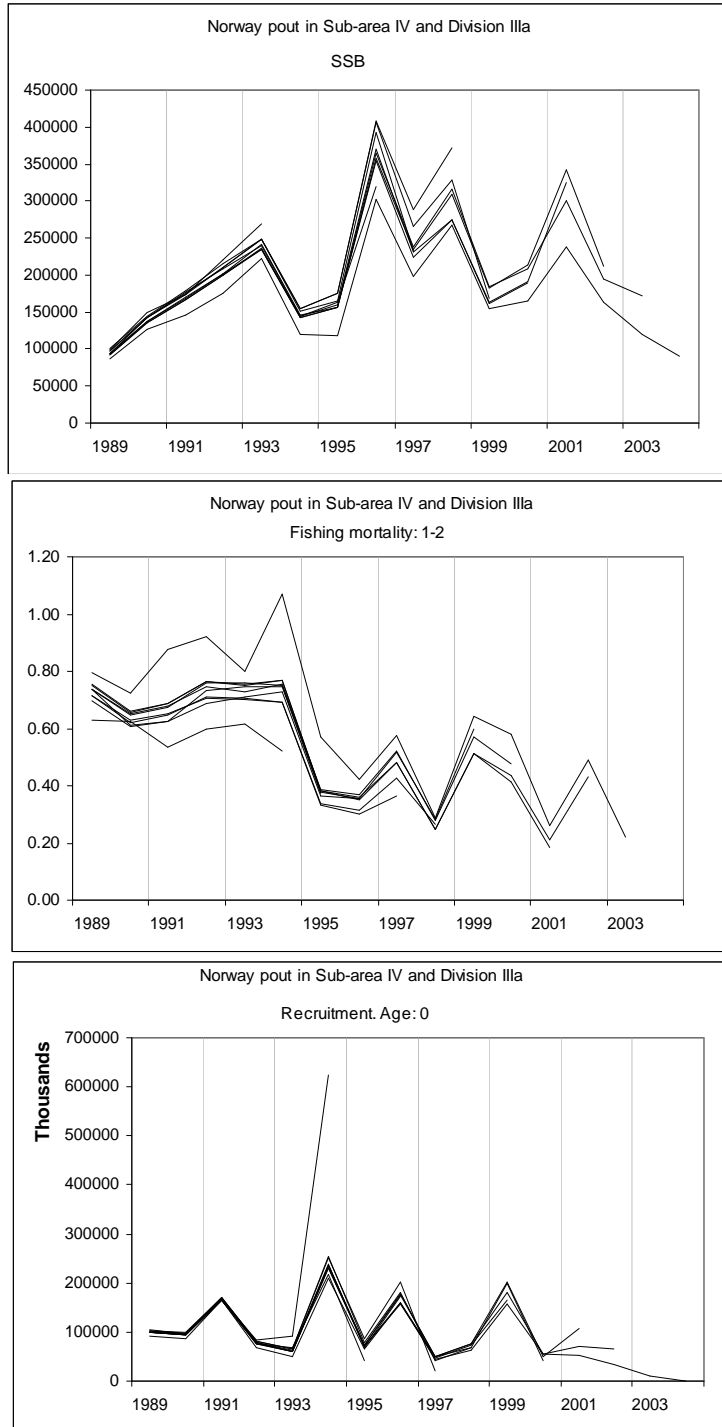 Norway pout in Sub-area IV and Division IIIa
SSB
450000
400000
350000
300000
250000
200000
150000
100000
50000
0
1989 1991 1993 1995 1997 1999 2001 2003
Norway pout in Sub-area IV and Division IIIa
Fishing mortality: 1-2
1.20
1.00
0.80
0.60
0.40
0.20
0.00
1989 1991 1993 1995 1997 1999 2001 2003
Norway pout in Sub-area IV and Division IIIa
Recruitment. Age: 0
Thousands
700000
600000
500000
400000
300000
200000
100000
0
1989 1991 1993 1995 1997 1999 2001 2003